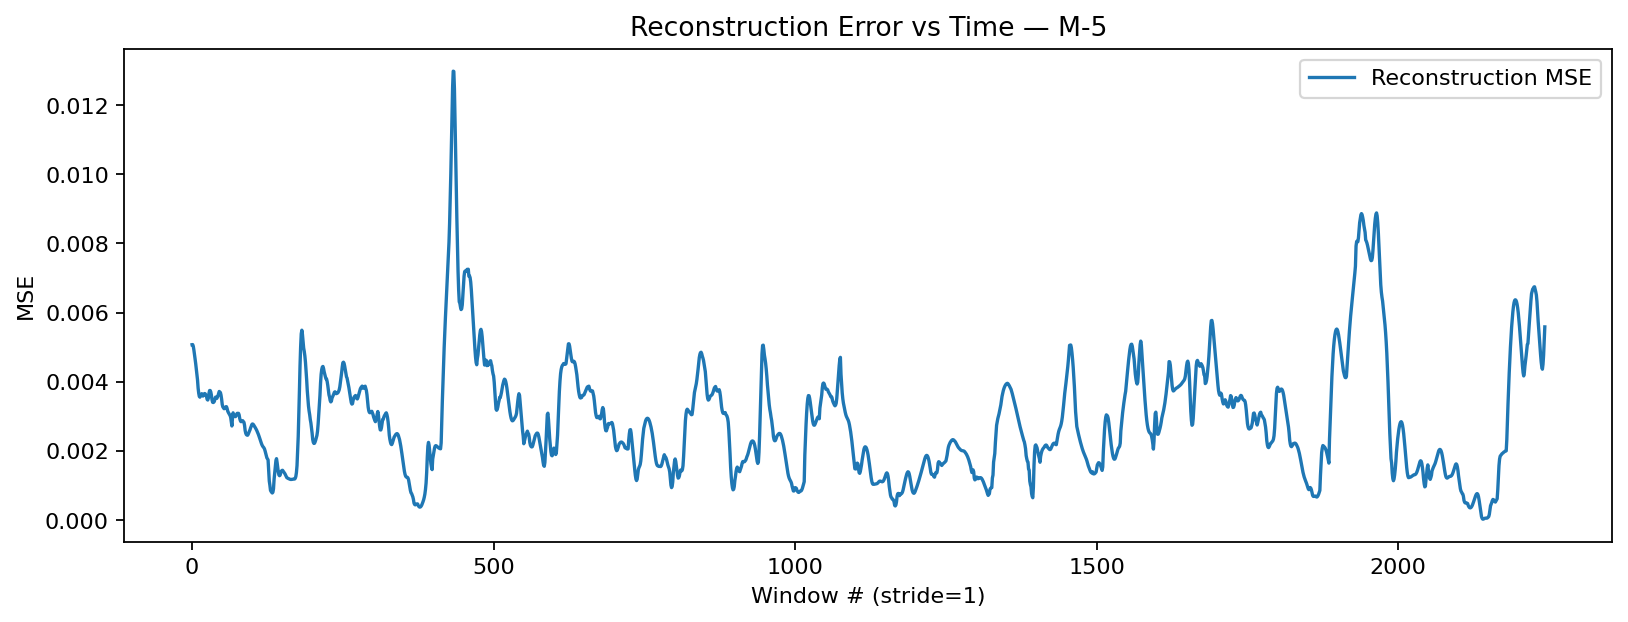 Reconstruction Error vs Time — M-5
Reconstruction MSE
MSE
0.012
0.010
0.008
0.006
0.004
0.002
0.000
0 500 1000 1500 2000
Window # (stride=1)